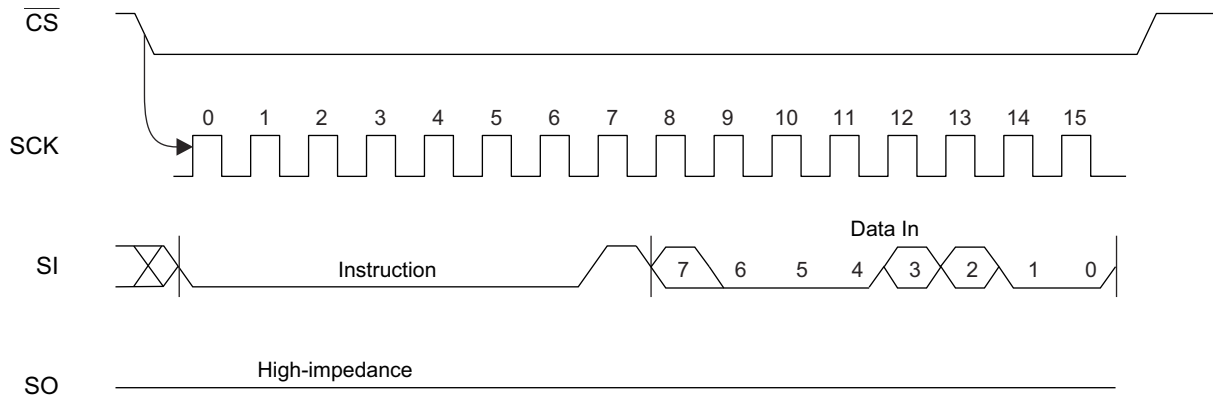 CS
0 1 2 3 4 5 6 7 8 9 10 11 12 13 14 15
SCK
Data In
SI
Instruction
7 6 5 4 3 2 1 0
High-impedance
SO